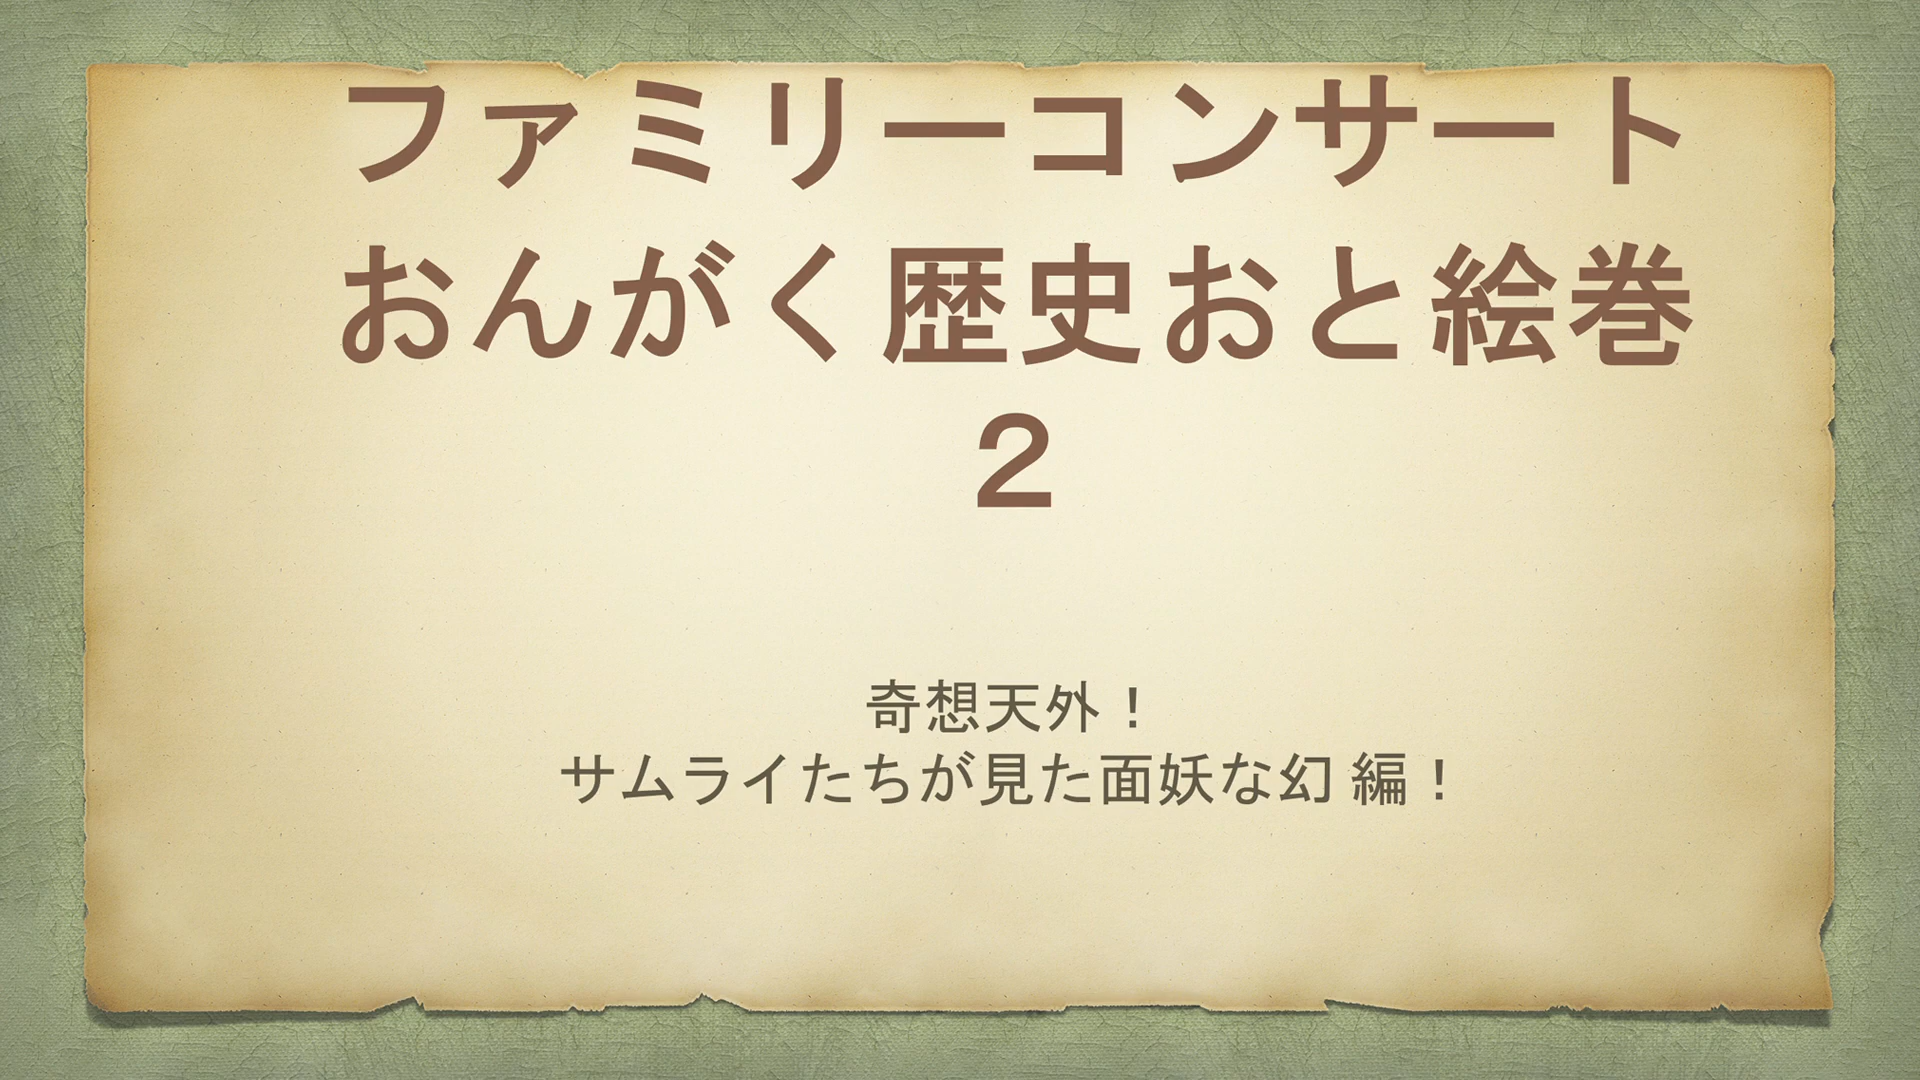 ファミリーコンサート
おんがく歴史おと絵巻
２
奇想天外！
サムライたちが見た面妖な幻 編！